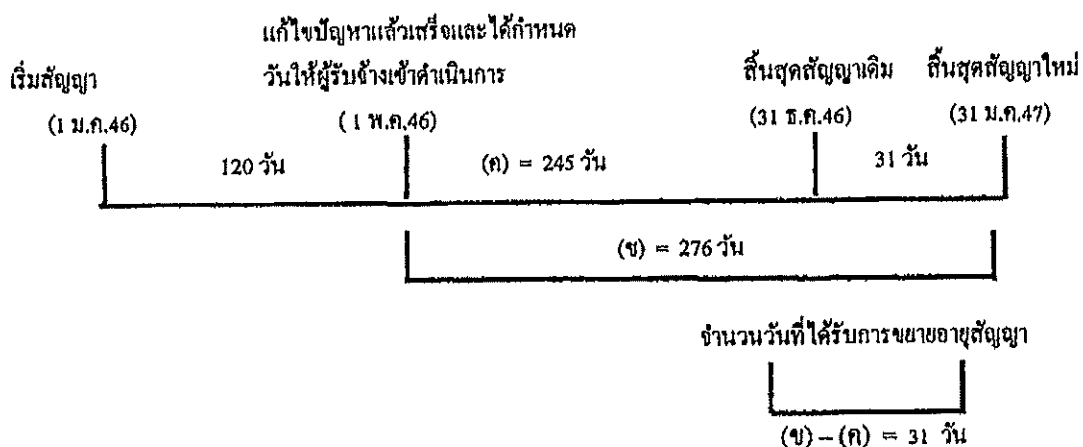 แก้ไขปัญหาแล้วเสร็จและได้กำหนด
วันให้ผู้รับจ้างเข้าดำเนินการ
เริ่มสัญญา
สิ้นสุดสัญญาเดิม
สิ้นสุดสัญญาใหม่
(1 ม.ค.46)
( 1 พ.ค.46)
(31 ธ.ค.46)
(31 ม.ค.47)
120 วัน
(ค) = 245 วัน
31 วัน
(ข) = 276 วัน
จำนวนวันที่ได้รับการขยายอายุสัญญา
(ข) – (ค) = 31 วัน